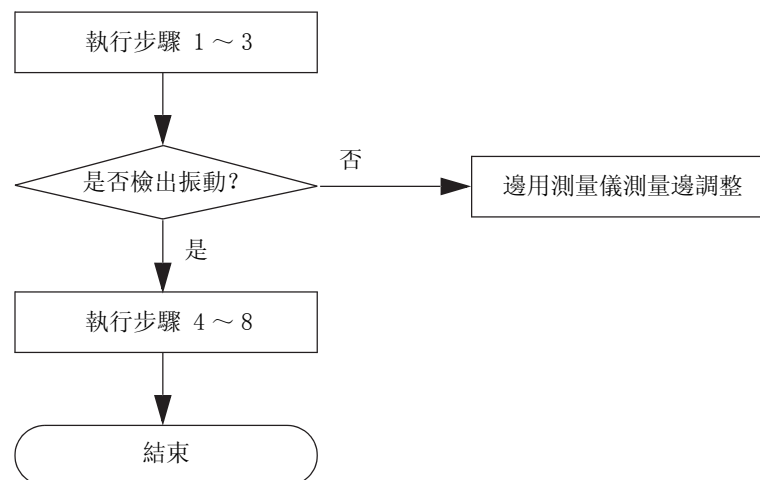 執行步驟 1～3
是否檢出振動？
否
邊用測量儀測量邊調整
是
執行步驟 4～8
結束